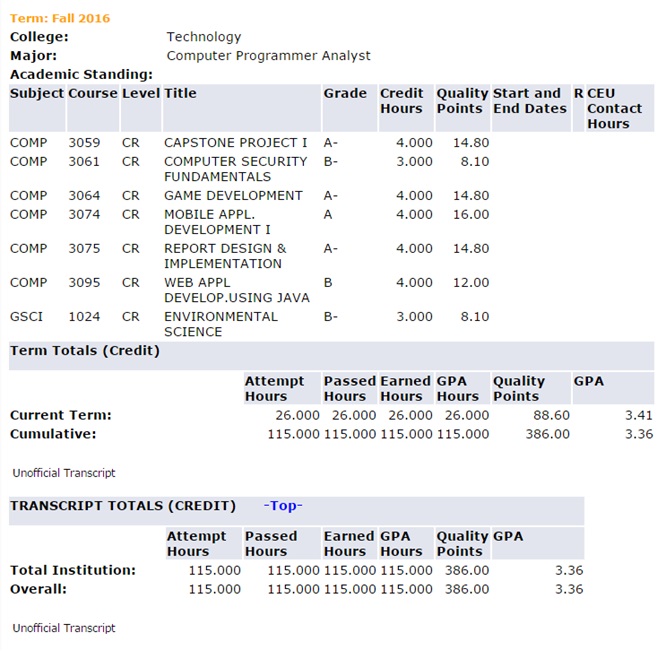 Term: Fall 2016
College: Technology
Major: Computer Programmer Analyst
Academic Standing:
Subject Course Level Title Grade Credit Hours Quality Points Start and End Dates R CEU Contact Hours
COMP 3059 CR CAPSTONE PROJECT I A- 4.000 14.80
COMP 3061 CR COMPUTER SECURITY FUNDAMENTALS B- 3.000 8.10
COMP 3064 CR GAME DEVELOPMENT A- 4.000 14.80
COMP 3074 CR MOBILE APPL. DEVELOPMENT I A 4.000 16.00
COMP 3075 CR REPORT DESIGN & IMPLEMENTATION A- 4.000 14.80
COMP 3095 CR WEB APPL DEVELOP.USING JAVA B 4.000 12.00
GSCI 1024 CR ENVIRONMENTAL SCIENCE B- 3.000 8.10
Term Totals (Credit)
Attempt Hours Passed Hours Earned Hours GPA Hours Quality Points GPA
Current Term: 26.000 26.000 26.000 26.000 88.60 3.41
Cumulative: 115.000 115.000 115.000 115.000 386.00 3.36
Unofficial Transcript
TRANSCRIPT TOTALS (CREDIT) -Top-
Attempt Hours Passed Hours Earned Hours GPA Hours Quality Points GPA
Total Institution: 115.000 115.000 115.000 115.000 386.00 3.36
Overall: 115.000 115.000 115.000 115.000 386.00 3.36
Unofficial Transcript